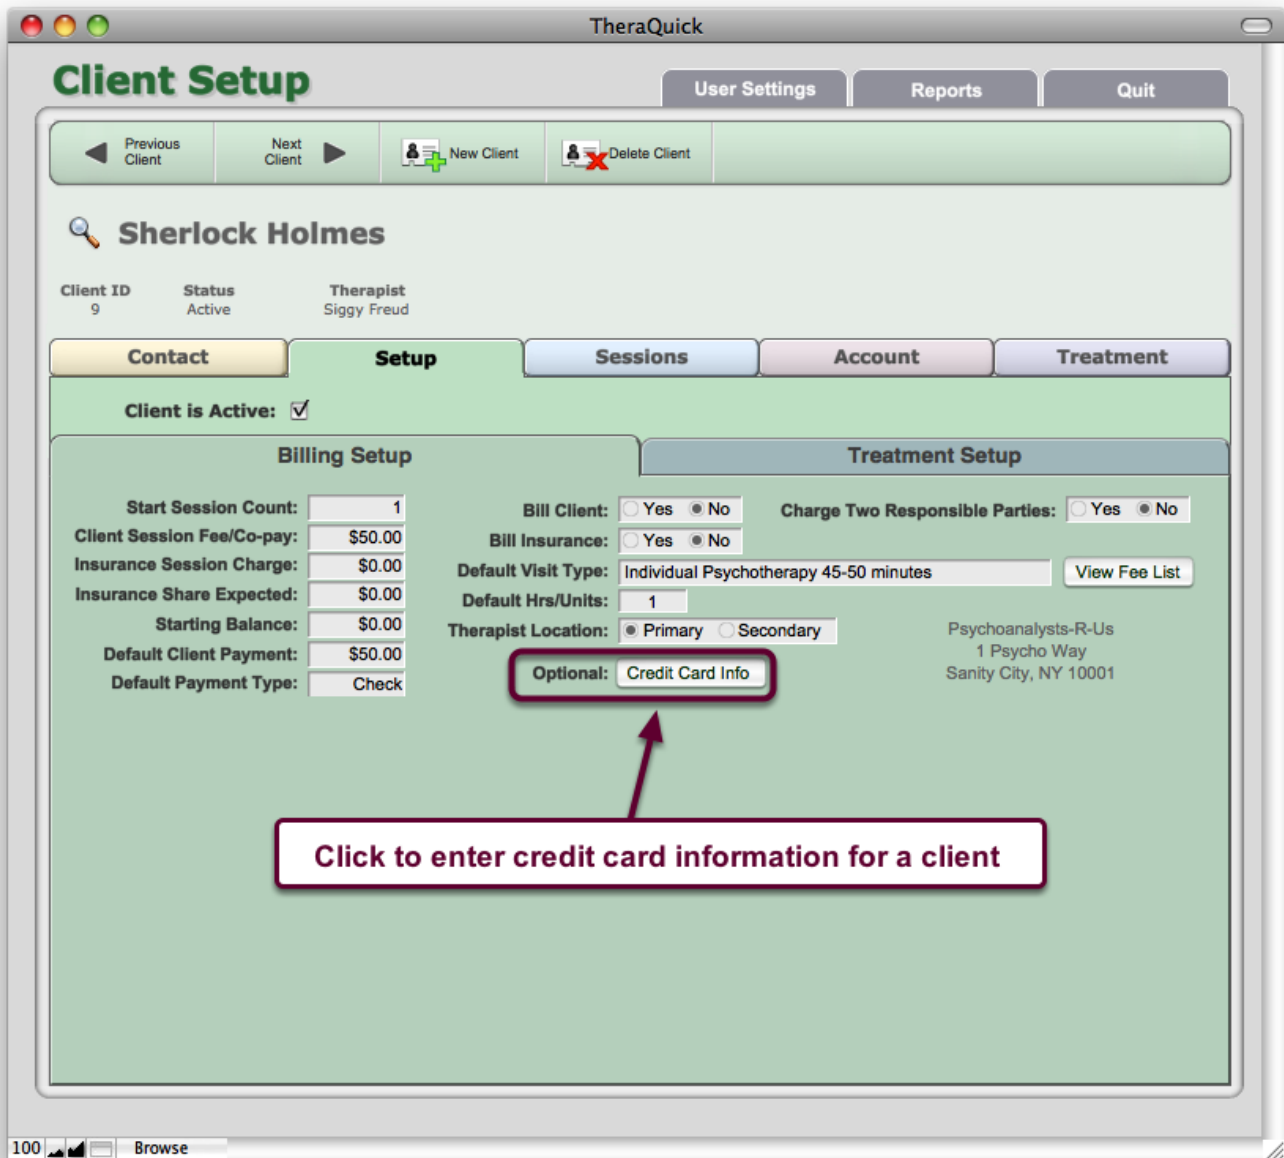 TheraQuick
Client Setup
User Settings
Reports
Quit
Previous
Client
Next
Client
New Client
Delete Client
Sherlock Holmes
Client ID
Status
Therapist
9
Active
Siggy Freud
Contact
Setup
Sessions
Account
Treatment
Client is Active:
Billing Setup
Treatment Setup
Start Session Count: 1
Client Session Fee/Co-pay: $50.00
Insurance Session Charge: $0.00
Insurance Share Expected: $0.00
Starting Balance: $0.00
Default Client Payment: $50.00
Default Payment Type: Check
Bill Client: Yes No
Bill Insurance: Yes No
Default Visit Type: Individual Psychotherapy 45-50 minutes
Default Hrs/Units: 1
Therapist Location: Primary Secondary
Optional: Credit Card Info
Charge Two Responsible Parties: Yes No
View Fee List
Psychoanalysts-R-Us
1 Psycho Way
Sanity City, NY 10001
Click to enter credit card information for a client
100
Browse